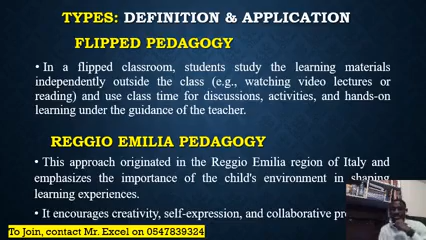 TYPES: DEFINITION & APPLICATION
FLIPPED PEDAGOGY
• In a flipped classroom, students study the learning materials
independently outside the class (e.g., watching video lectures or
reading) and use class time for discussions, activities, and hands-on
learning under the guidance of the teacher.
REGGIO EMILIA PEDAGOGY
• This approach originated in the Reggio Emilia region of Italy and
emphasizes the importance of the child's environment in shaping
learning experiences.
• It encourages creativity, self-expression, and collaborative
To Join, contact Mr. Excel on 0547839324